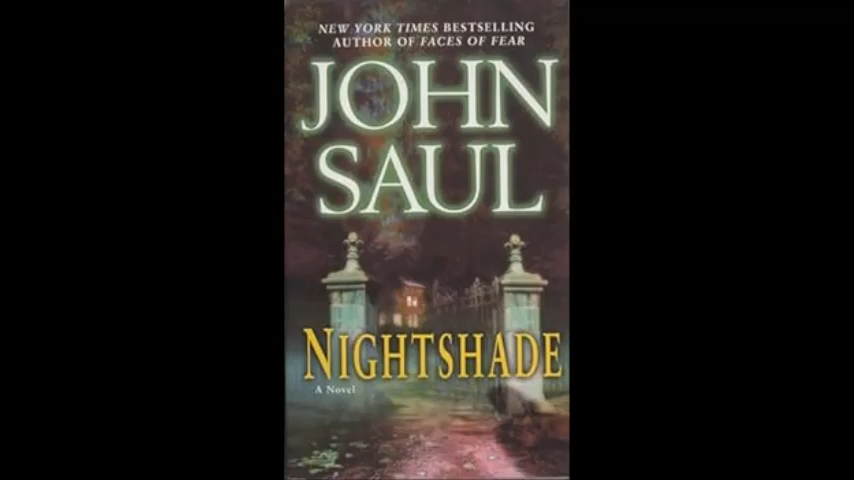 NEW YORK TIMES BESTSELLING
AUTHOR OF FACES OF FEAR
JOHN
SAUL
NIGHTSHADE
A Novel